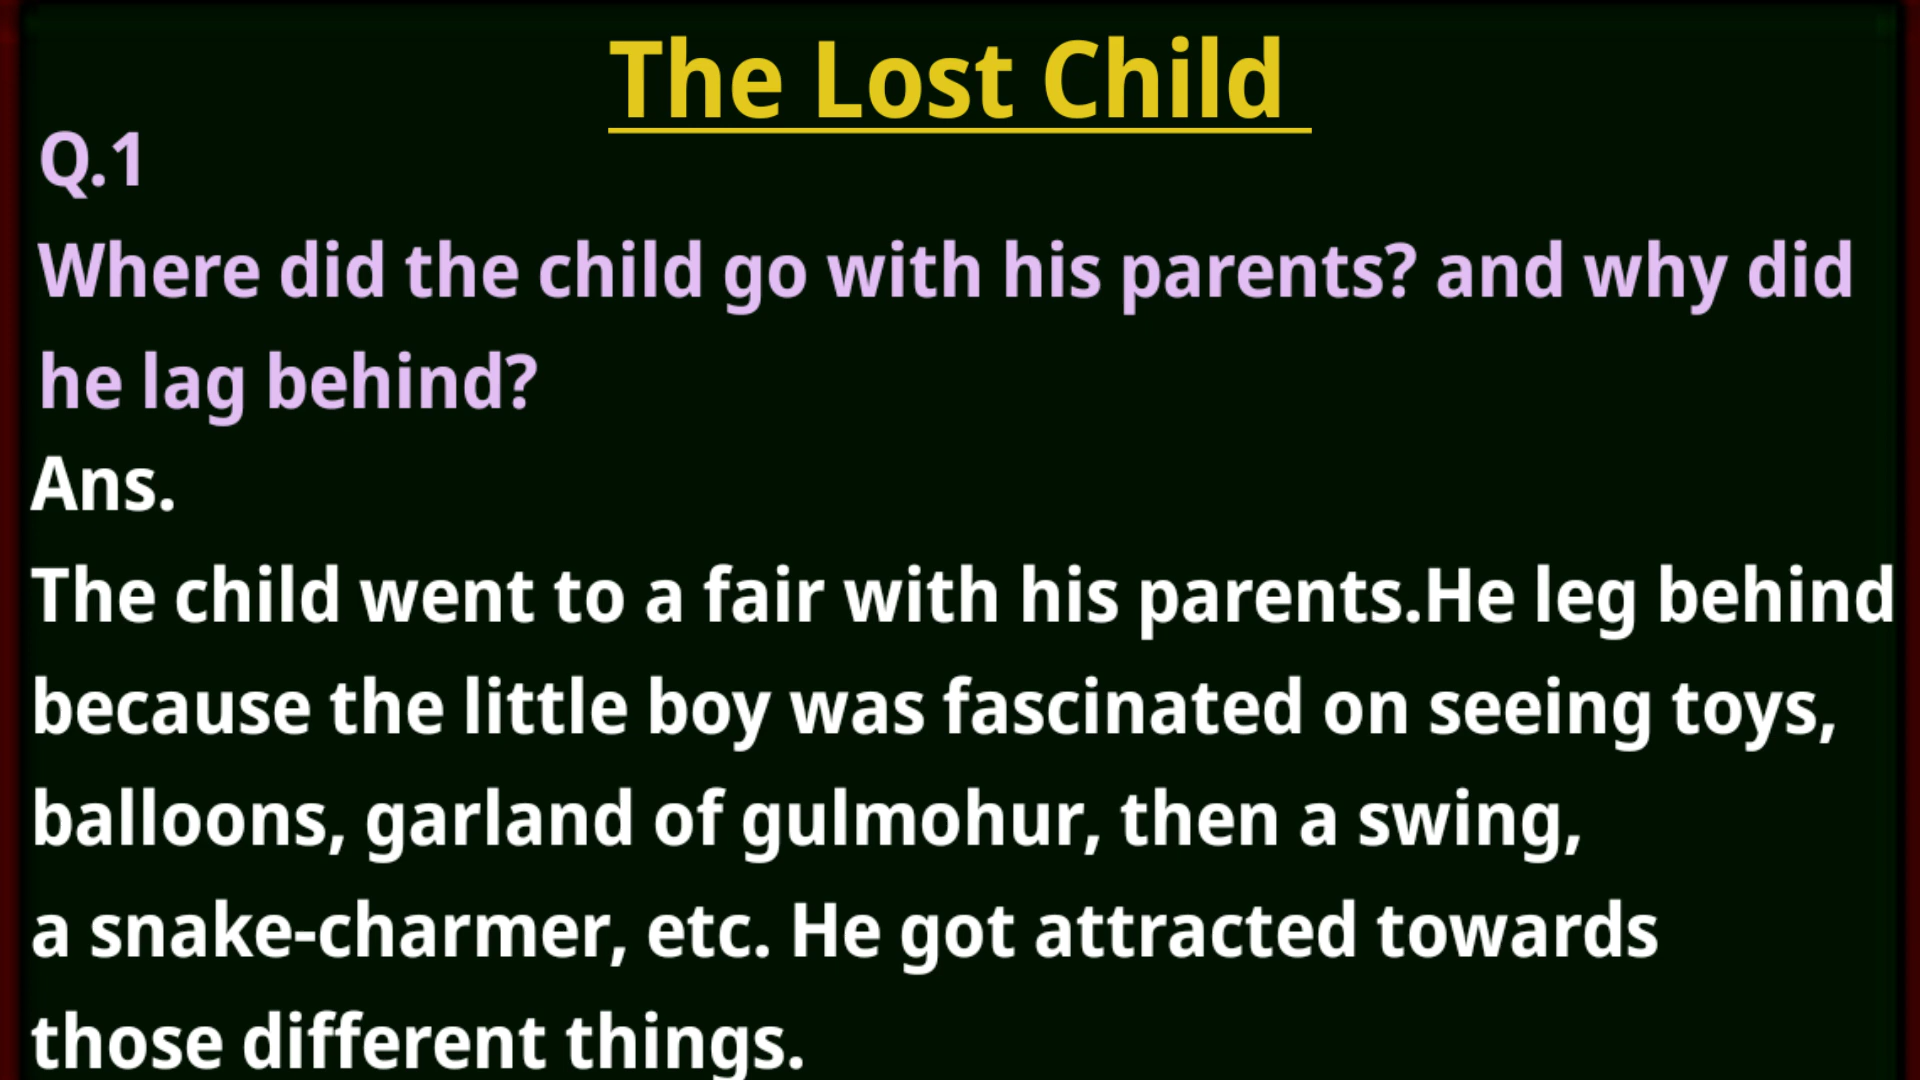 The Lost Child
Q.1
Where did the child go with his parents? and why did
he lag behind?
Ans.
The child went to a fair with his parents.He leg behind
because the little boy was fascinated on seeing toys,
balloons, garland of gulmohur, then a swing,
a snake-charmer, etc. He got attracted towards
those different things.